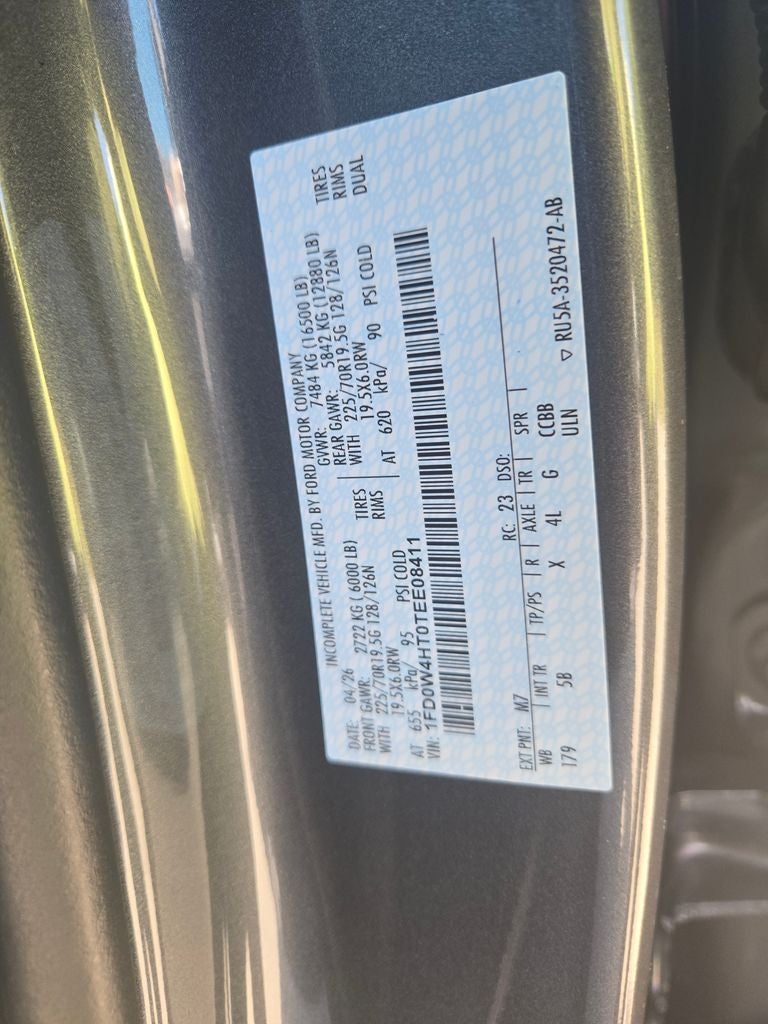 INCOMPLETE VEHICLE MFD. BY FORD MOTOR COMPANY
DATE: 04/26 GVWR: 7484 KG (16500 LB)
FRONT GAWR: 2722 KG ( 6000 LB) REAR GAWR: 5842 KG (12880 LB)
WITH 225/70R19.5G 128/126N TIRES WITH 225/70R19.5G 128/126N TIRES
19.5X6.0RW RIMS 19.5X6.0RW RIMS
AT 655 kPa/ 95 PSI COLD AT 620 kPa/ 90 PSI COLD DUAL
VIN: 1FD0W4HT0TEE08411
EXT PNT: M7 RC: 23 DSO:
WB INT TR TP/PS R AXLE TR SPR
179 5B X 4L G CCBB
ULN
▽ RU5A-3520472-AB